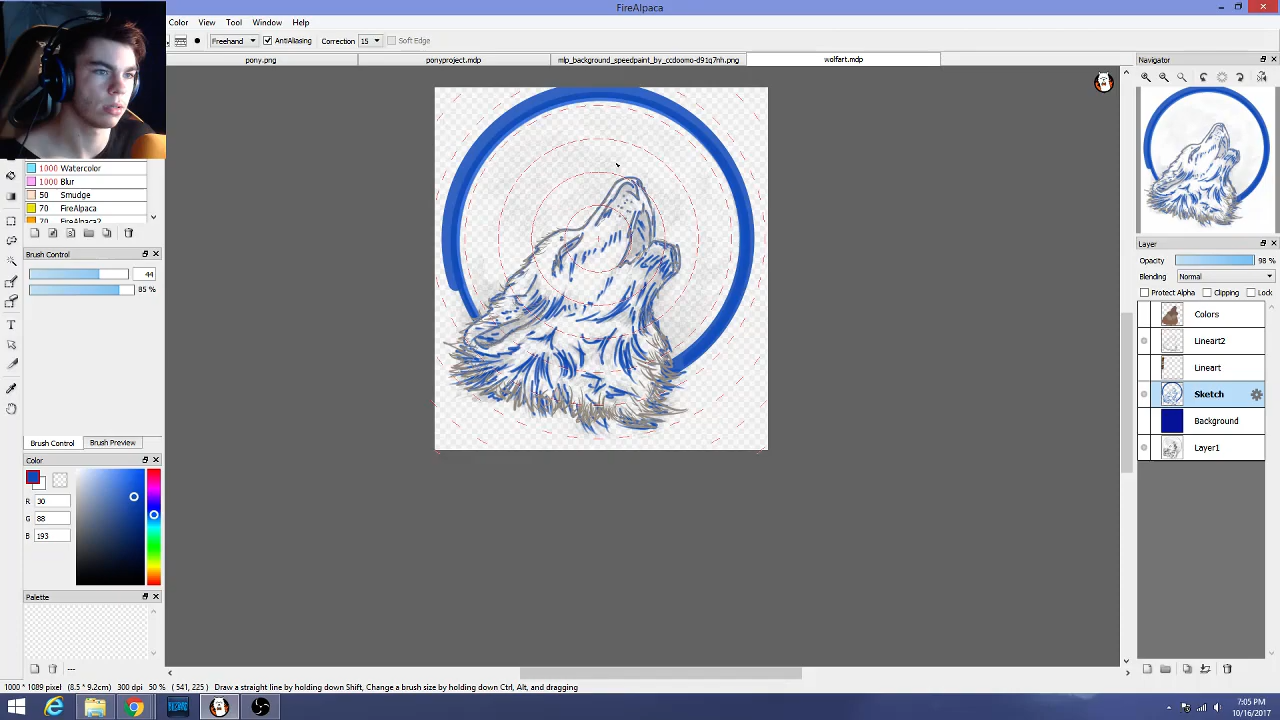 FireAlpaca
Color View Tool Window Help
Freehand AntiAliasing Correction 15 Soft Edge
pony.png ponyproject.mdp mlp_background_speedpaint_by_ccdoomo-d91q7nh.png wolfart.mdp
Navigator
1000 Watercolor
1000 Blur
50 Smudge
70 FireAlpaca
70 FireAlpaca2
Brush Control
44
85 %
Brush Control Brush Preview
Color
R 30
G 88
B 193
Palette
---
Layer
Opacity 98 %
Blending Normal
Protect Alpha Clipping Lock
Colors
Lineart2
Lineart
Sketch
Background
Layer1
1000 * 1089 pixel (8.5 * 9.2cm) 300 dpi 50 % ( 541, 225 ) Draw a straight line by holding down Shift, Change a brush size by holding down Ctrl, Alt, and dragging
7:05 PM
10/16/2017